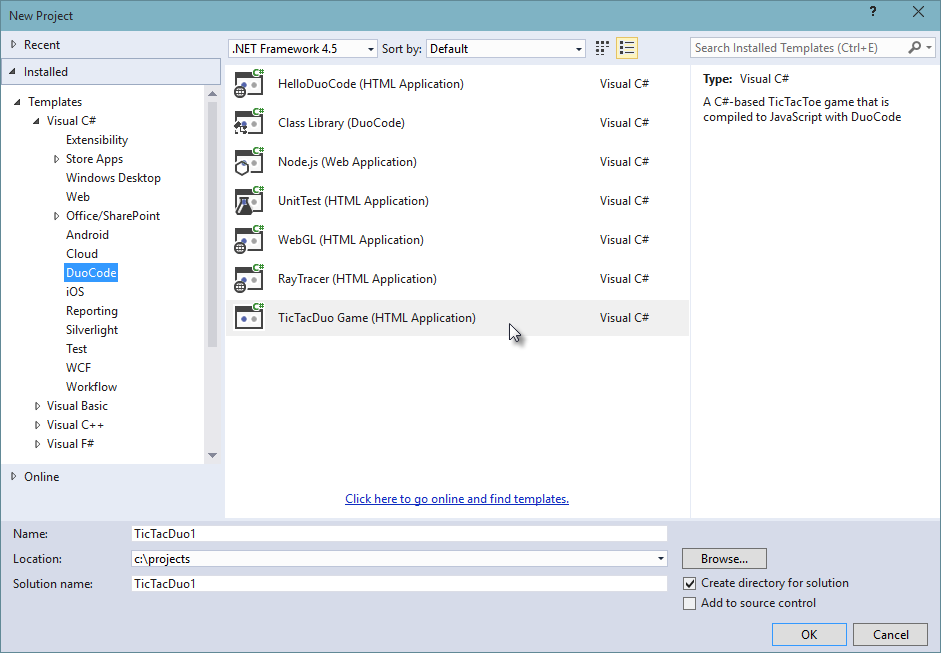 New Project
?
Recent
.NET Framework 4.5
Sort by:
Default
Search Installed Templates (Ctrl+E)
Installed
Templates
Visual C#
Extensibility
Store Apps
Windows Desktop
Web
Office/SharePoint
Android
Cloud
DuoCode
iOS
Reporting
Silverlight
Test
WCF
Workflow
Visual Basic
Visual C++
Visual F#
Online
C# HelloDuoCode (HTML Application) Visual C#
C# Class Library (DuoCode) Visual C#
C# Node.js (Web Application) Visual C#
C# UnitTest (HTML Application) Visual C#
C# WebGL (HTML Application) Visual C#
C# RayTracer (HTML Application) Visual C#
C# TicTacDuo Game (HTML Application) Visual C#
Click here to go online and find templates.
Type: Visual C#
A C#-based TicTacToe game that is
compiled to JavaScript with DuoCode
Name: TicTacDuo1
Location: c:\projects
Browse...
Solution name: TicTacDuo1
Create directory for solution
Add to source control
OK
Cancel